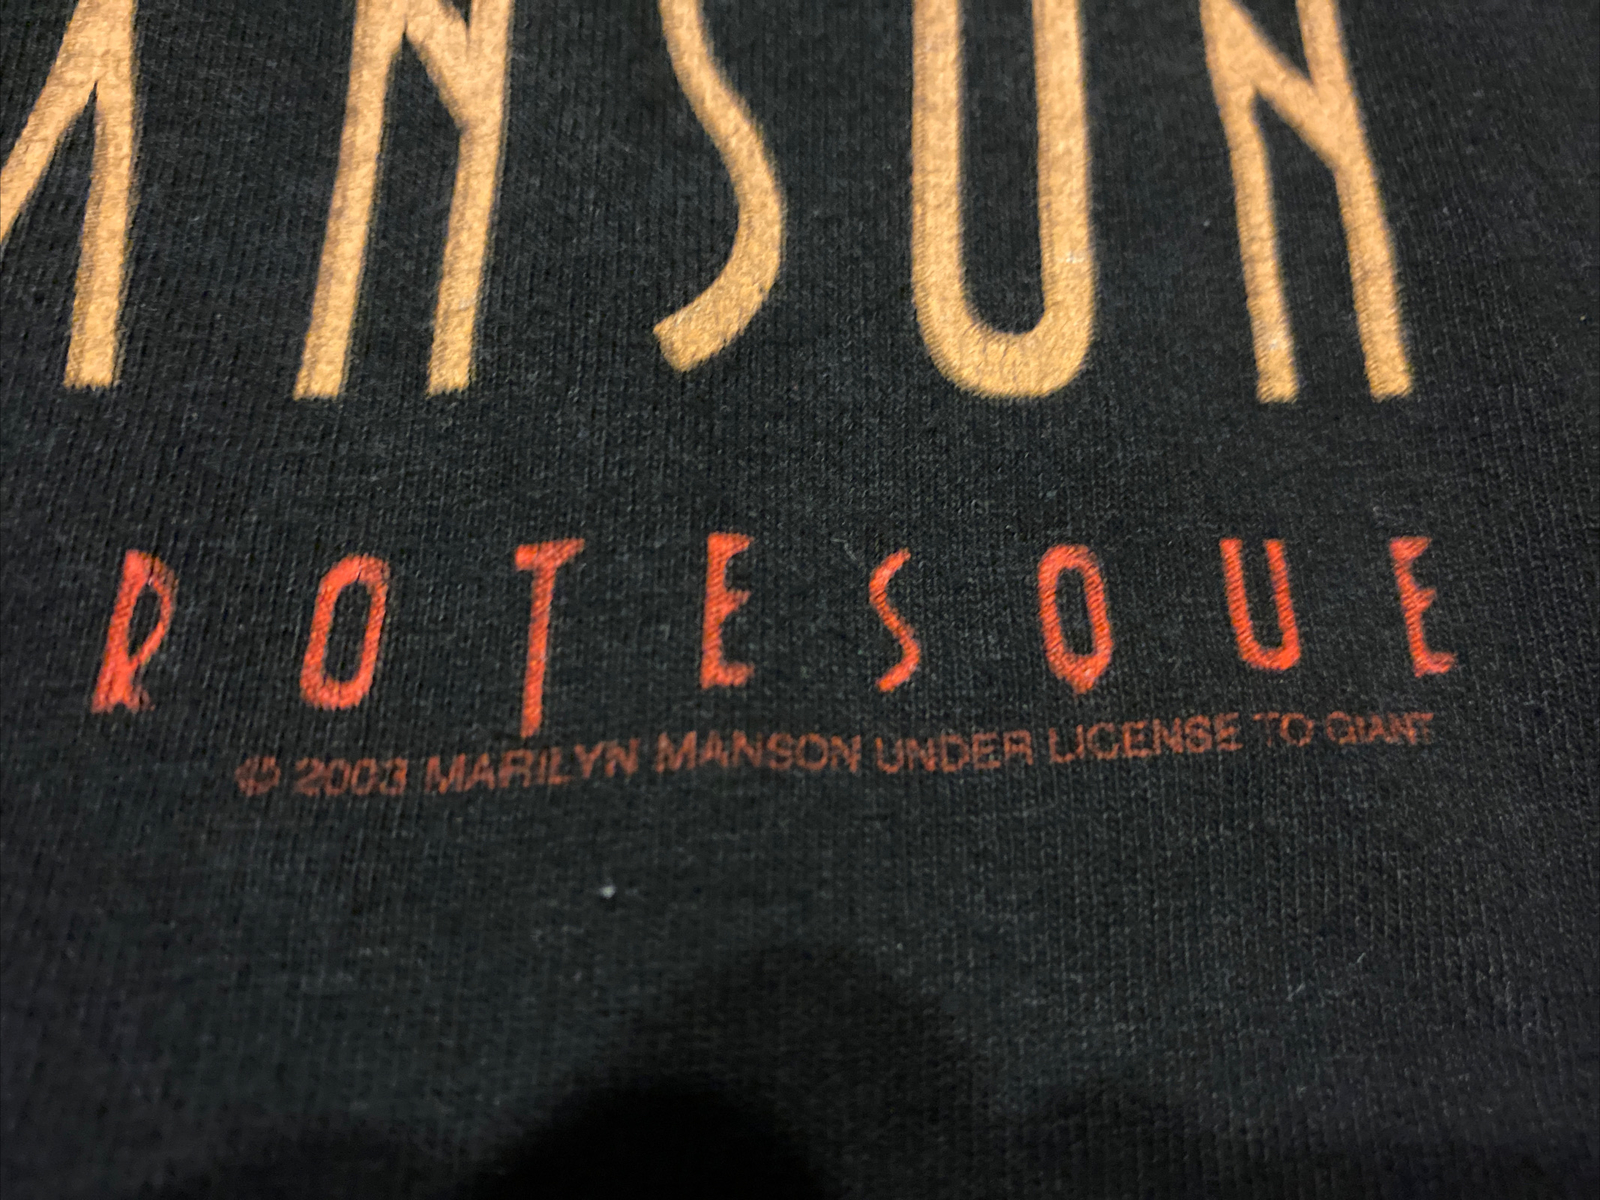 ANSON
ROTESQUE
© 2003 MARILYN MANSON UNDER LICENSE TO GIANT